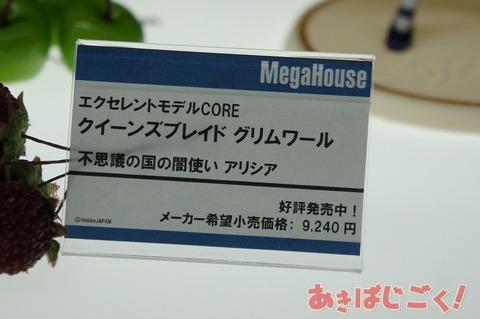 MegaHouse
エクセレントモデルCORE
クイーンズブレイド グリムワール
不思議の国の闇使い アリシア
好評発売中!
©HobbyJAPAN
メーカー希望小売価格: 9,240円
あきばじごく!